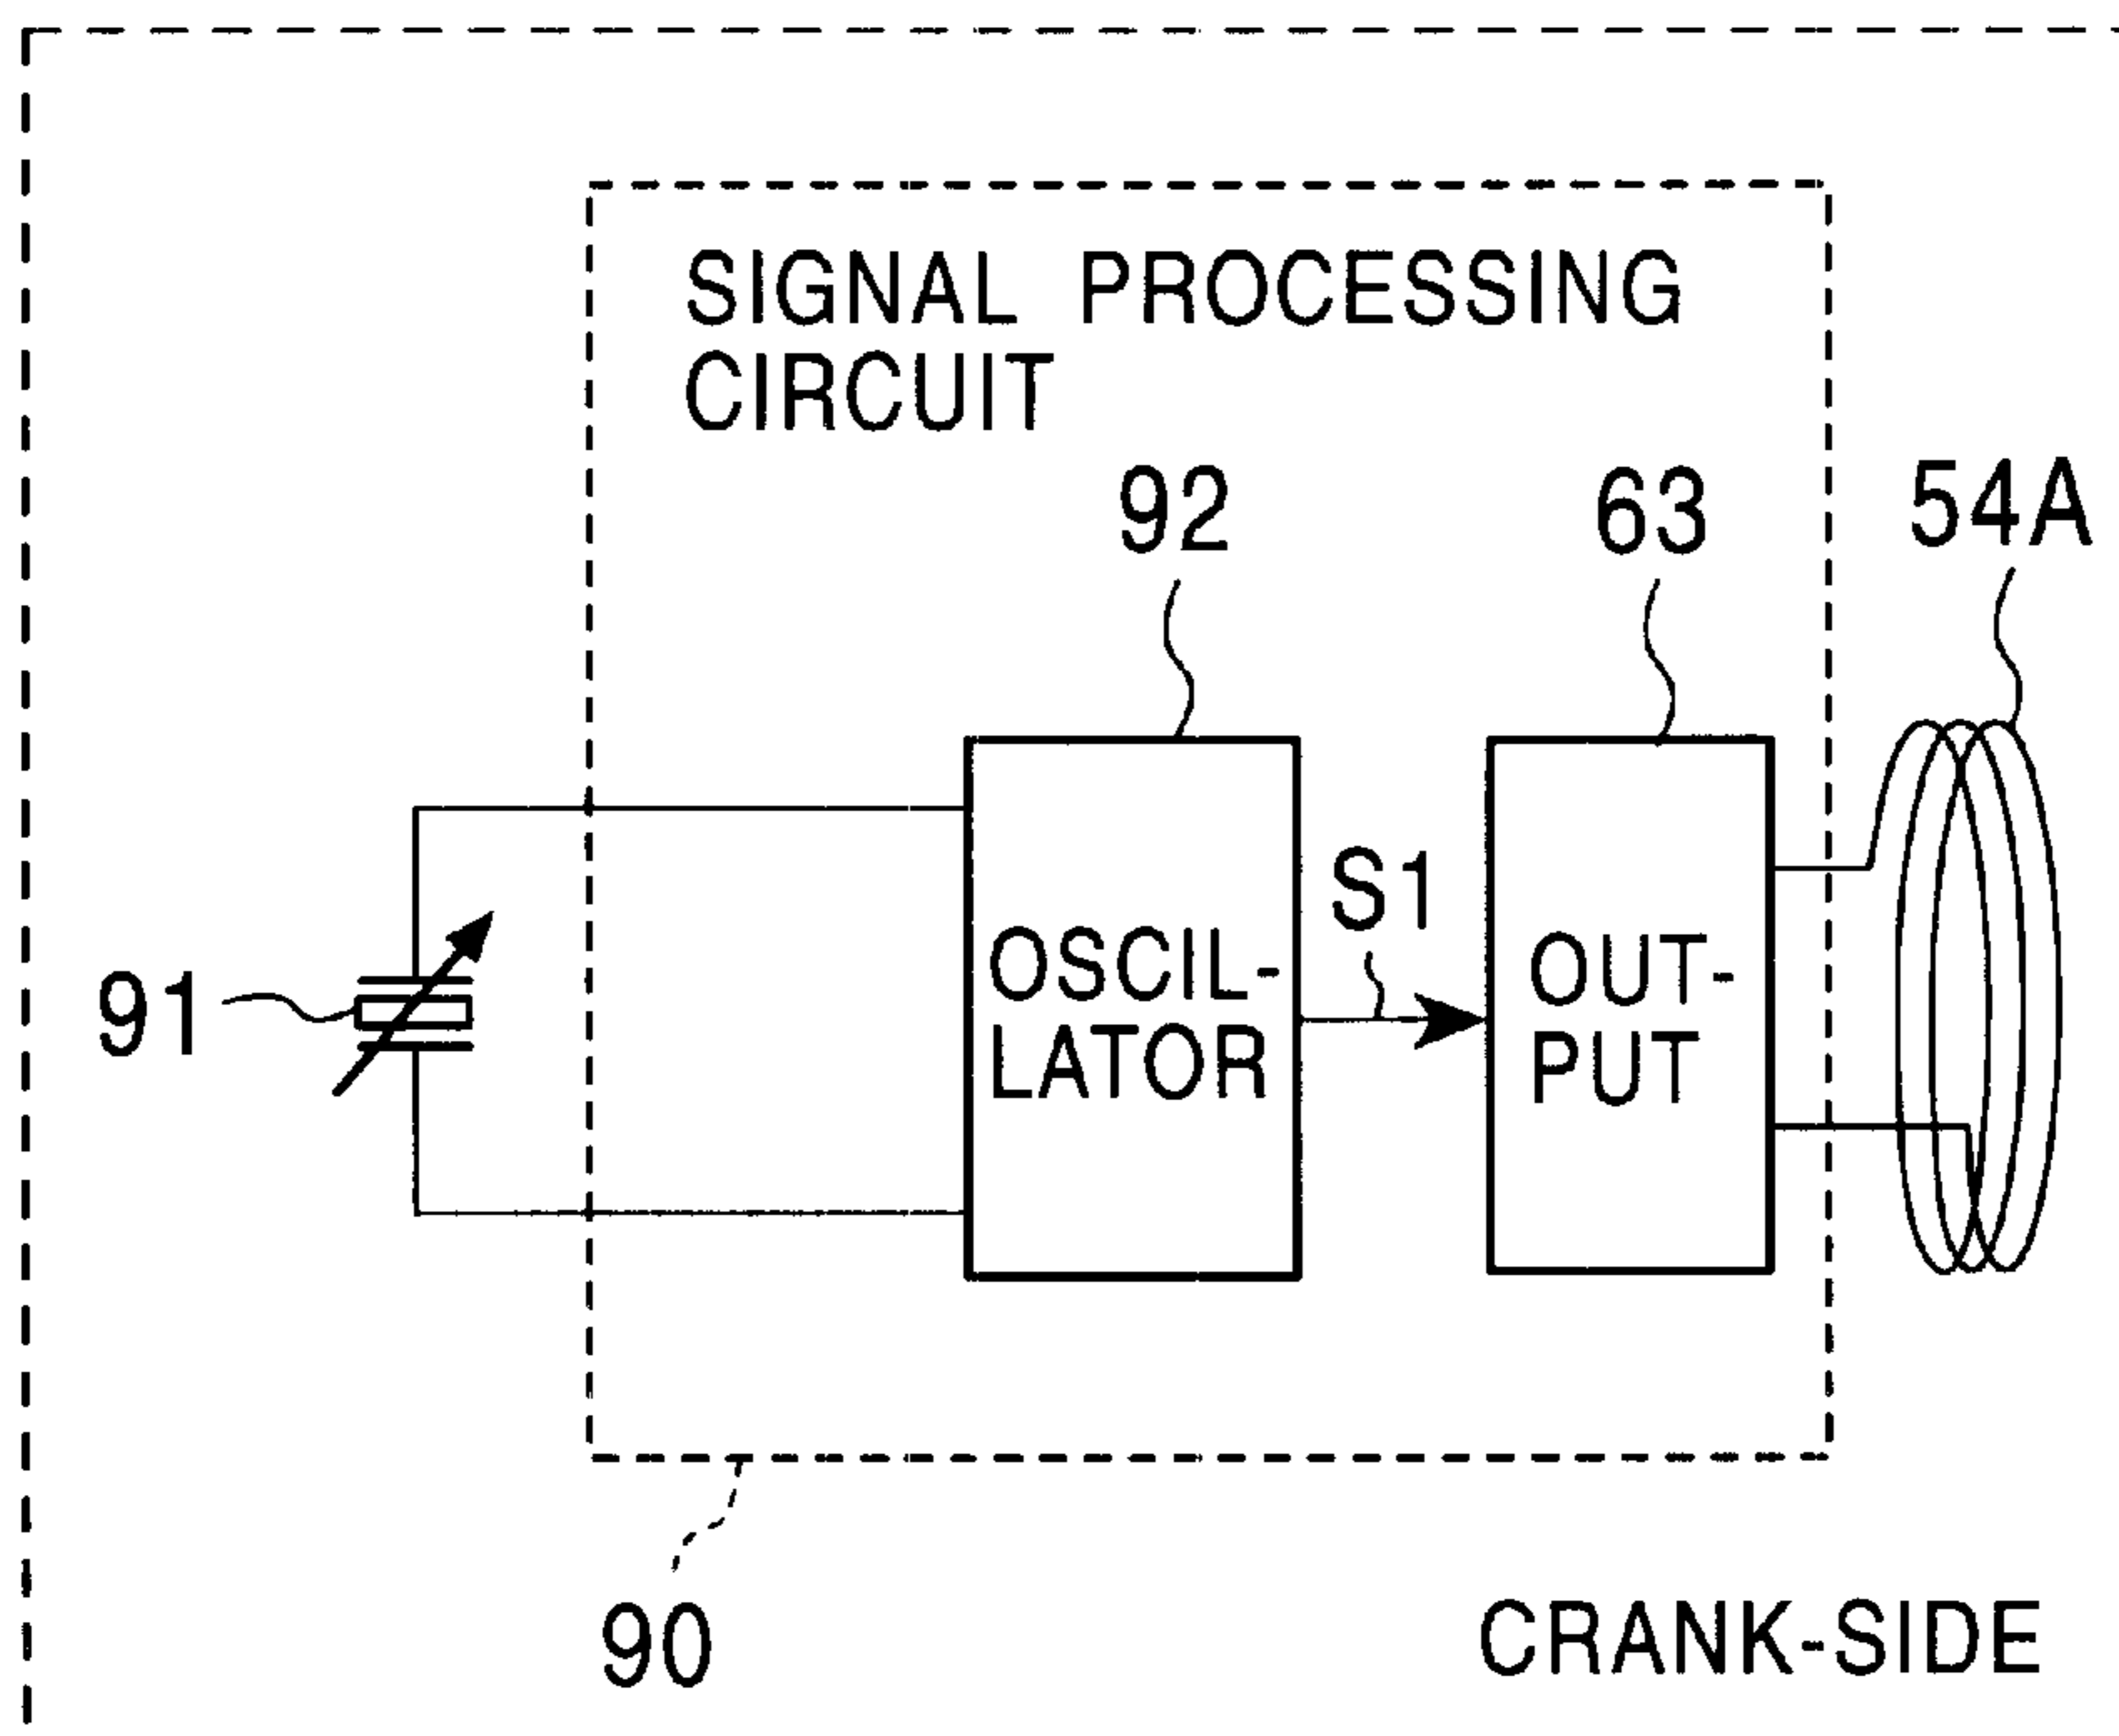 SIGNAL PROCESSING
CIRCUIT
92
63
54A
S1
91
OSCIL-
LATOR
OUT-
PUT
90
CRANK-SIDE